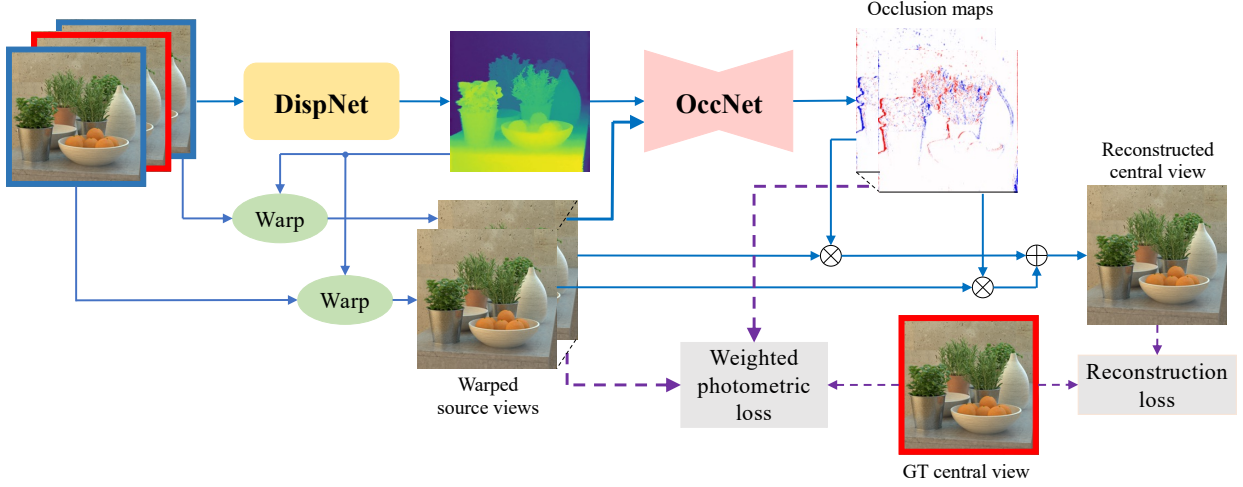 Occlusion maps
DispNet
OccNet
Reconstructed
central view
Warp
Warp
Warped
source views
Weighted
photometric
loss
Reconstruction
loss
GT central view